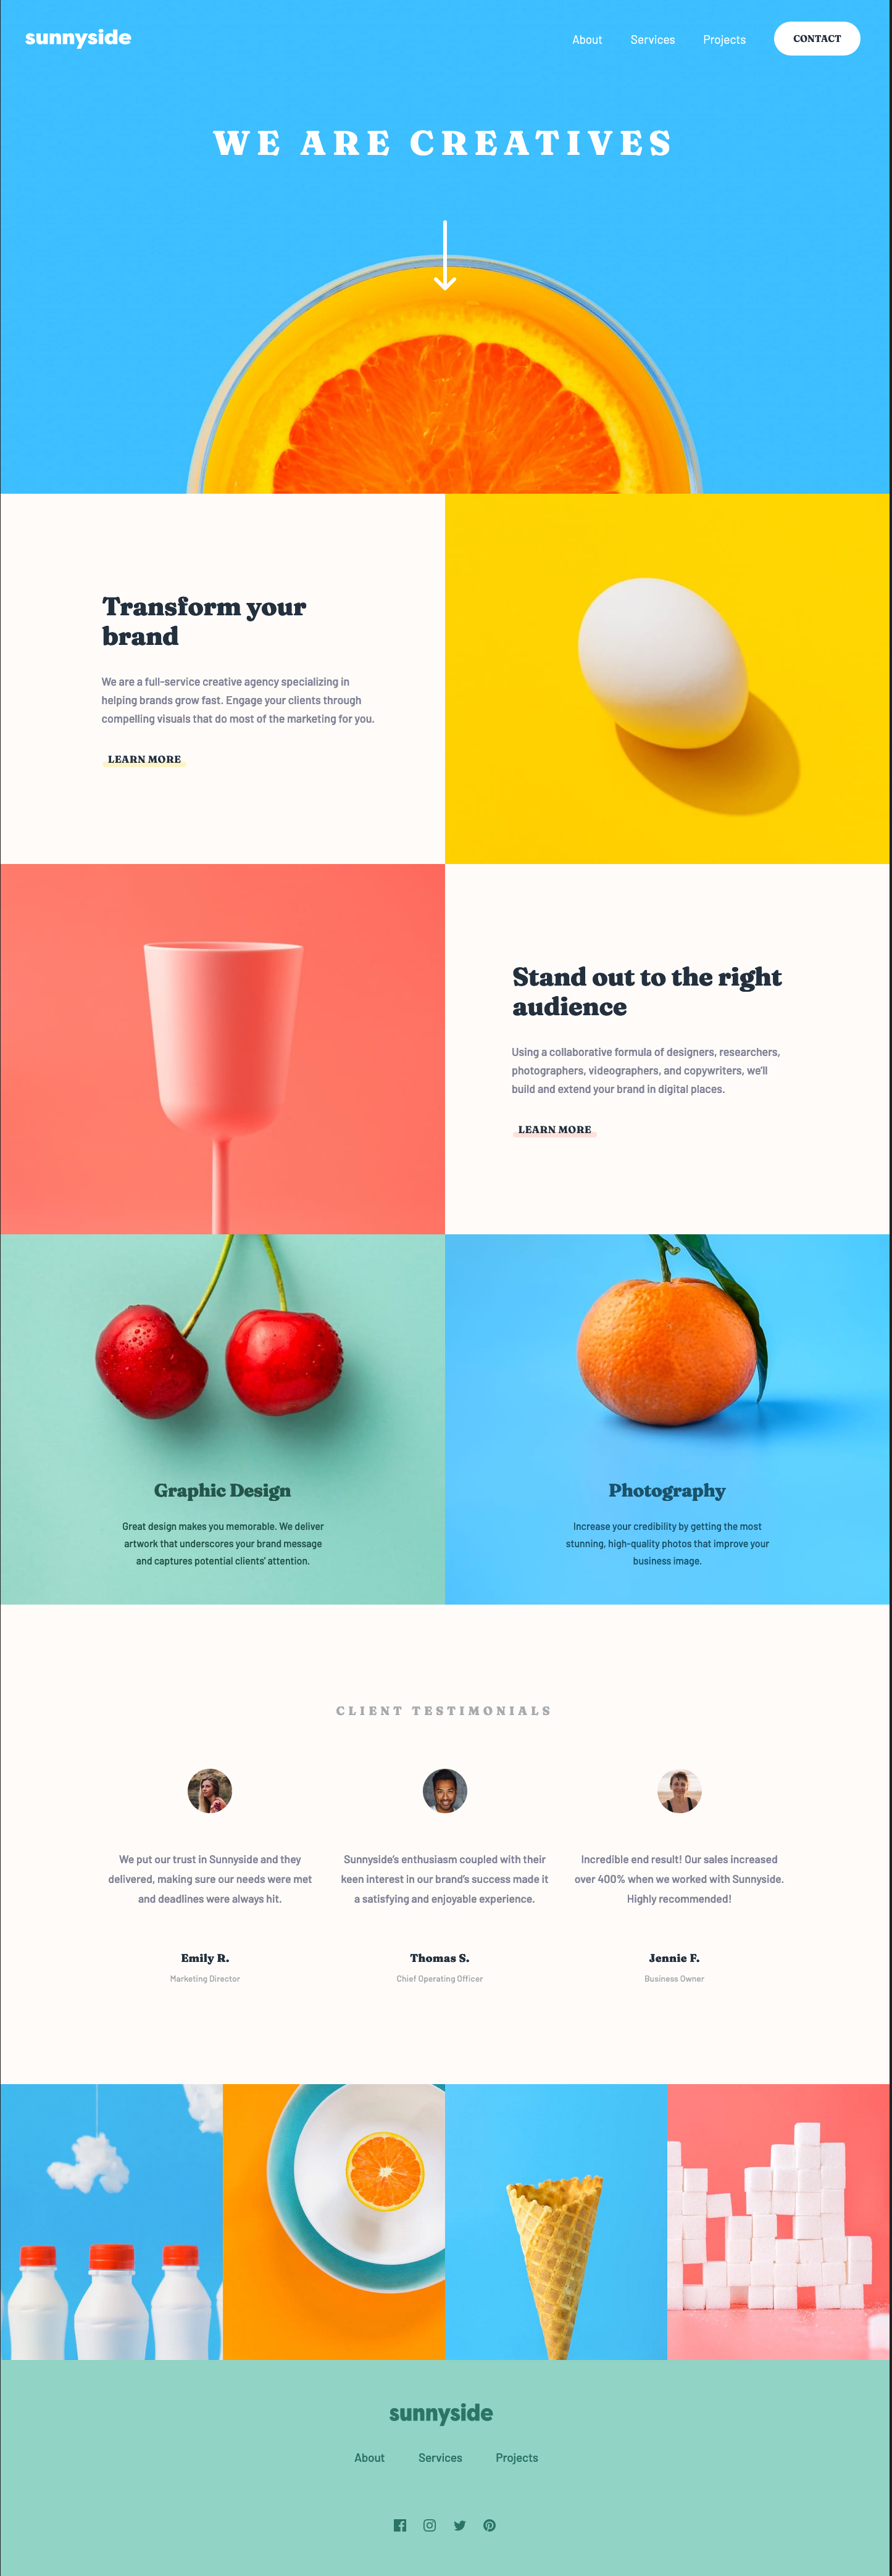 sunnyside
About Services Projects CONTACT
WE ARE CREATIVES
Transform your
brand
We are a full-service creative agency specializing in
helping brands grow fast. Engage your clients through
compelling visuals that do most of the marketing for you.
LEARN MORE
Stand out to the right
audience
Using a collaborative formula of designers, researchers,
photographers, videographers, and copywriters, we'll
build and extend your brand in digital places.
LEARN MORE
Graphic Design
Great design makes you memorable. We deliver
artwork that underscores your brand message
and captures potential clients' attention.
Photography
Increase your credibility by getting the most
stunning, high-quality photos that improve your
business image.
CLIENT TESTIMONIALS
We put our trust in Sunnyside and they
delivered, making sure our needs were met
and deadlines were always hit.
Emily R.
Marketing Director
Sunnyside's enthusiasm coupled with their
keen interest in our brand's success made it
a satisfying and enjoyable experience.
Thomas S.
Chief Operating Officer
Incredible end result! Our sales increased
over 400% when we worked with Sunnyside.
Highly recommended!
Jennie F.
Business Owner
sunnyside
About Services Projects